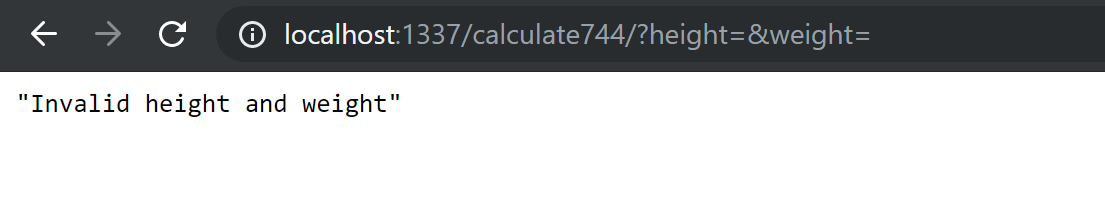 localhost:1337/calculate744/?height=&weight=
"Invalid height and weight"